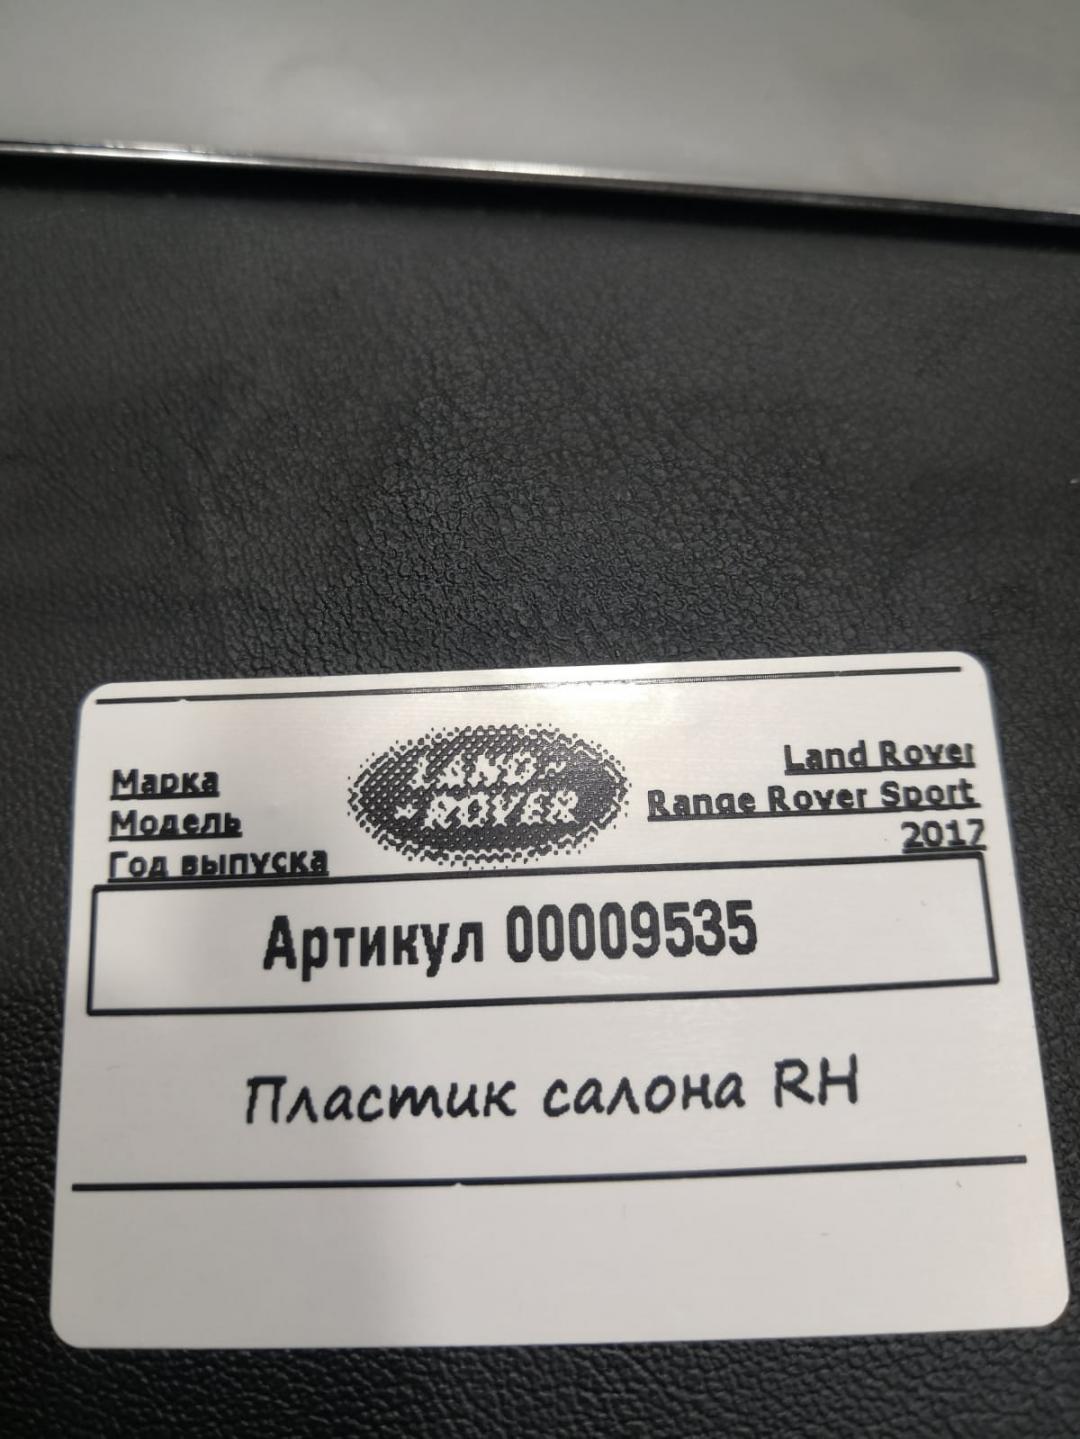 Марка
Модель
Год выпуска
LAND-
ROVER
Land Rover
Range Rover Sport
2017
Артикул 00009535
Пластик салона RH